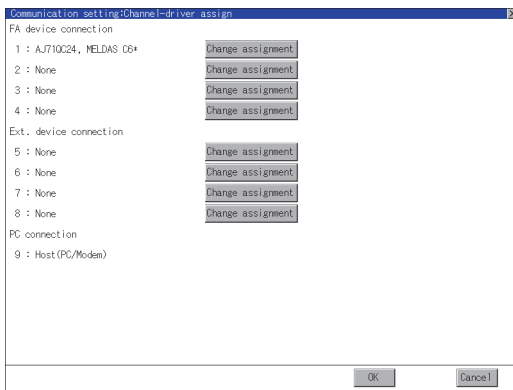 Communication setting:Channel-driver assign X
FA device connection
1 : AJ71QC24, MELDAS C6* Change assignment
2 : None Change assignment
3 : None Change assignment
4 : None Change assignment
Ext. device connection
5 : None Change assignment
6 : None Change assignment
7 : None Change assignment
8 : None Change assignment
PC connection
9 : Host(PC/Modem)
OK Cancel